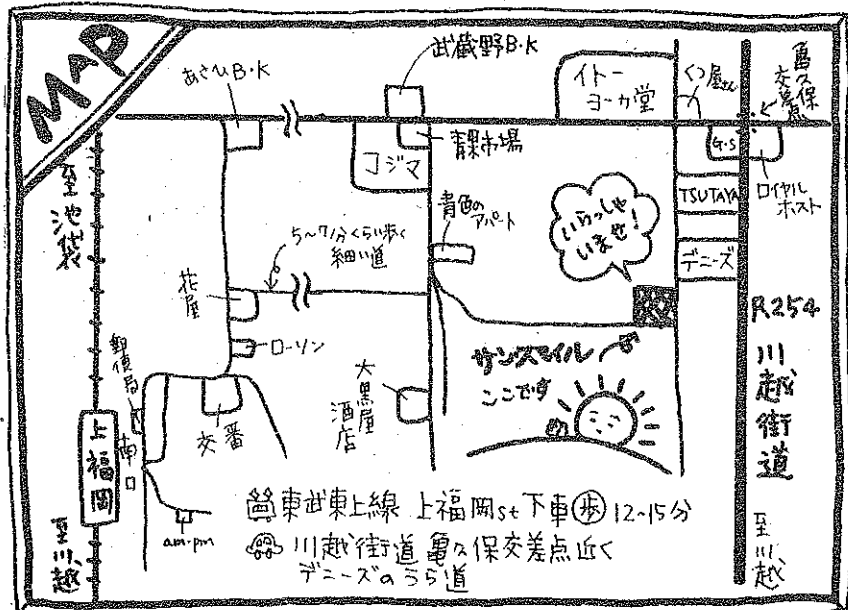 MAP
武蔵野B・K
あさひB・K
イトー
ヨーカ堂
くつ屋さん
亀久保
交差点
青果市場
コジマ
G・S
TSUTAYA
ロイヤル
ホスト
至池袋
青色の
アパート
いらっしゃ
いませ!
デニーズ
5〜7分くらい歩く
細い道
花屋
R254
川越街道
ローソン
サンスマイル
ここです
郵便局
大黒屋
酒店
交番
上福岡
南口
am・pm
至川越
至川越
東武東上線 上福岡st下車歩12〜15分
川越街道亀久保交差点近く
デニーズのうら道